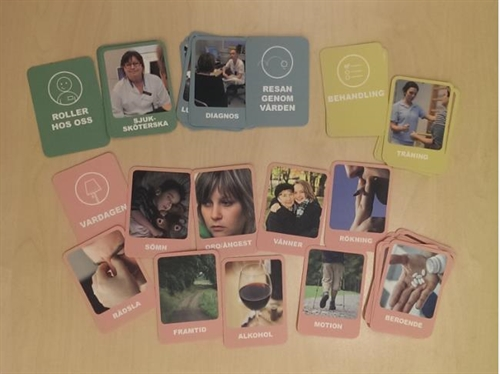 ROLLER
HOS OSS
SJUK-
SKÖTERSKA
DIAGNOS
RESAN
GENOM
VÅRDEN
BEHANDLING
TRÄNING
VARDAGEN
SÖMN
ORO/ÅNGEST
VÄNNER
RÖKNING
RÄDSLA
FRAMTID
ALKOHOL
MOTION
BEROENDE